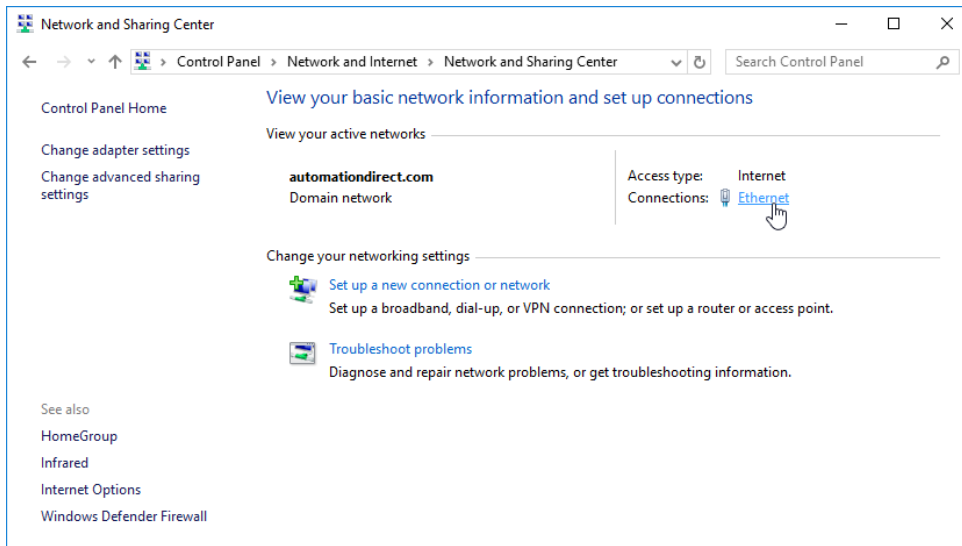 Network and Sharing Center
Control Panel > Network and Internet > Network and Sharing Center
Search Control Panel
Control Panel Home
Change adapter settings
Change advanced sharing
settings
View your basic network information and set up connections
View your active networks
automationdirect.com
Domain network
Access type: Internet
Connections: Ethernet
Change your networking settings
Set up a new connection or network
Set up a broadband, dial-up, or VPN connection; or set up a router or access point.
Troubleshoot problems
Diagnose and repair network problems, or get troubleshooting information.
See also
HomeGroup
Infrared
Internet Options
Windows Defender Firewall